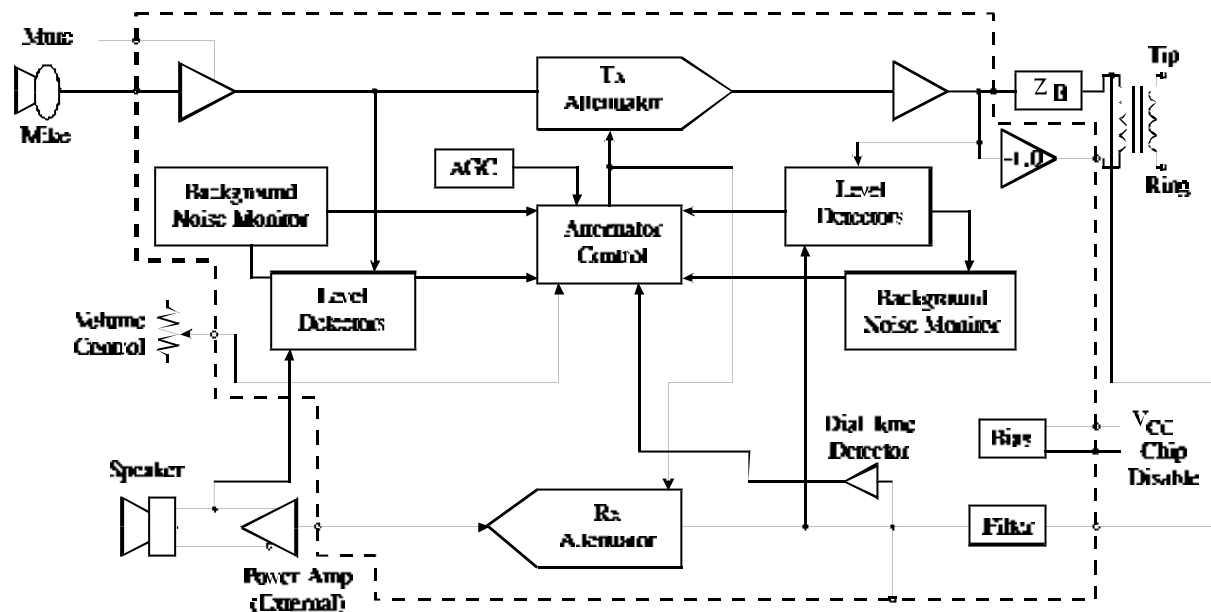 Mute
Mike
Tx
Attenuator
Z B
Tip
-1.0
Ring
AGC
Background
Noise Monitor
Level
Detectors
Attenuator
Control
Level
Detectors
Background
Noise Monitor
Volume
Control
Dial Tone
Detector
Bias
VCC
Chip
Disable
Speaker
Rx
Attenuator
Filter
Power Amp
(External)